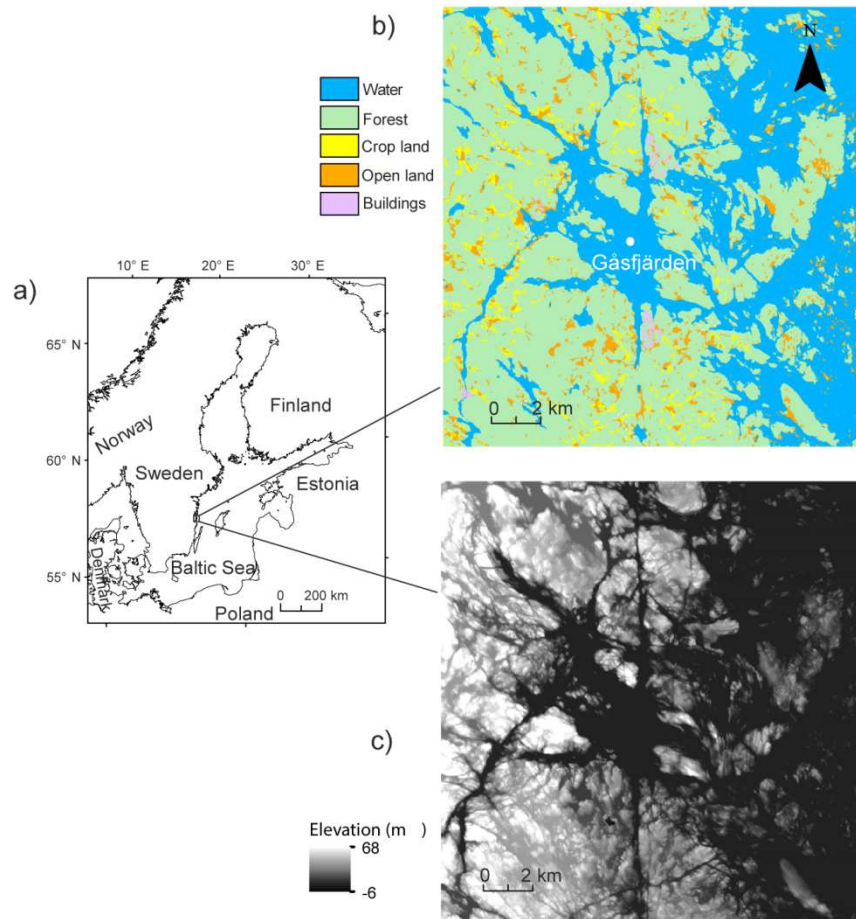 b)
N
Water
Forest
Crop land
Open land
Buildings
Gåsfjärden
0 2 km
a)
10° E 20° E 30° E
65° N
60° N
55° N
Norway
Finland
Sweden
Estonia
Denmark
Baltic Sea
Poland
0 200 km
c)
Elevation (m )
68
-6
0 2 km